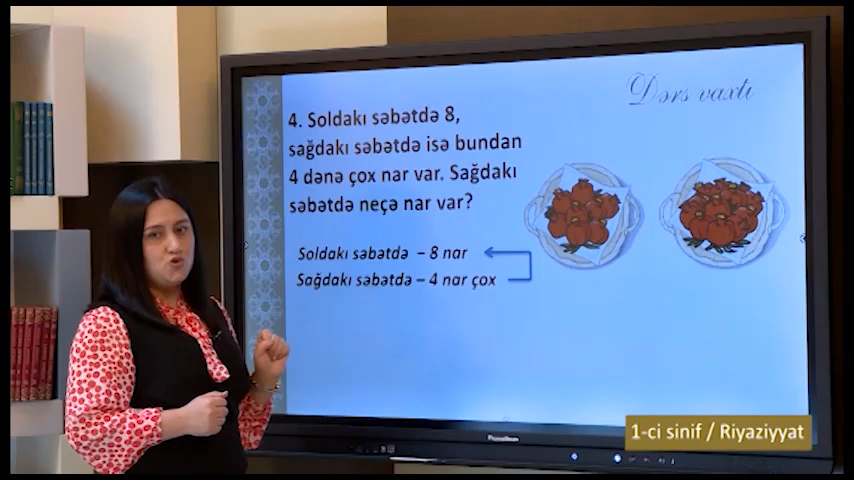 Dərs vaxtı
4. Soldakı səbətdə 8,
sağdakı səbətdə isə bundan
4 dənə çox nar var. Sağdakı
səbətdə neçə nar var?
Soldakı səbətdə – 8 nar
Sağdakı səbətdə – 4 nar çox
Promethean
1-ci sinif / Riyaziyyat